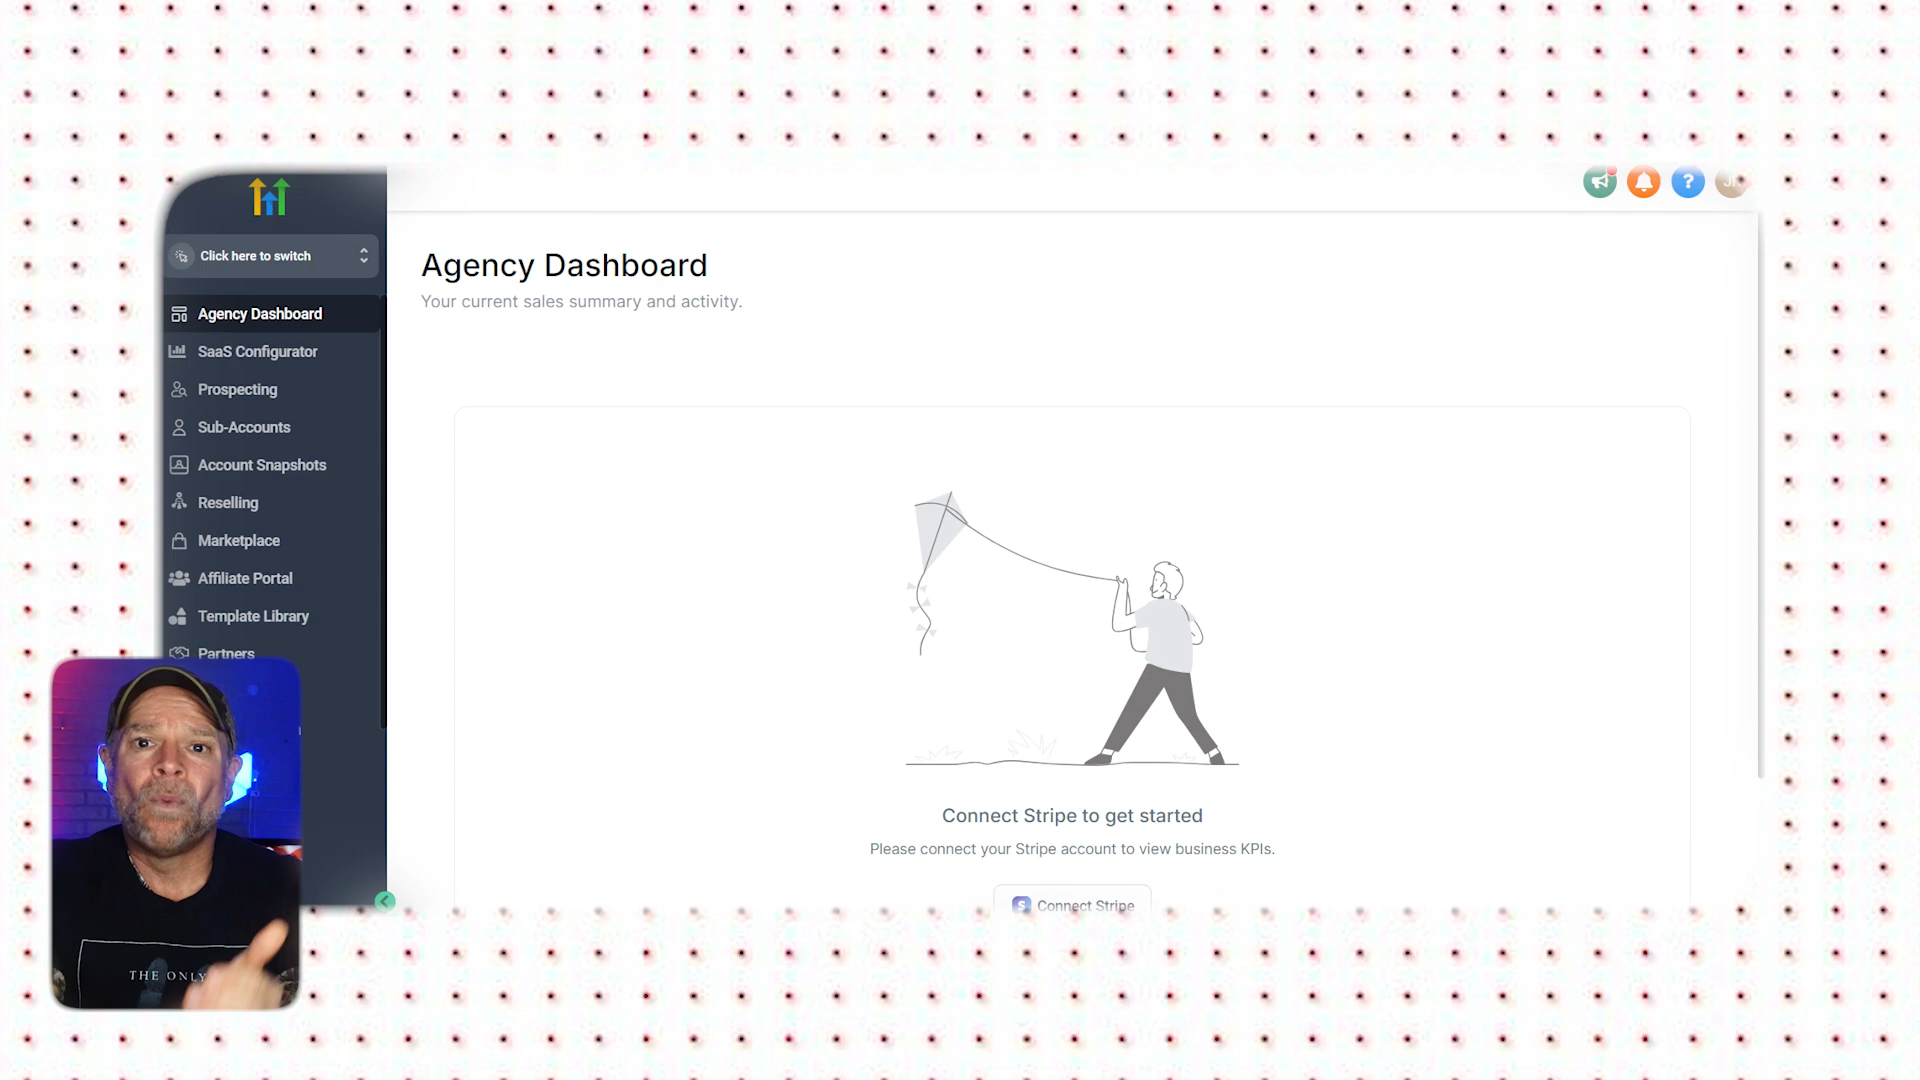 Click here to switch
Agency Dashboard
SaaS Configurator
Prospecting
Sub-Accounts
Account Snapshots
Reselling
Marketplace
Affiliate Portal
Template Library
Partners
Agency Dashboard
Your current sales summary and activity.
Connect Stripe to get started
Please connect your Stripe account to view business KPIs.
S Connect Stripe
?
THE ONLY